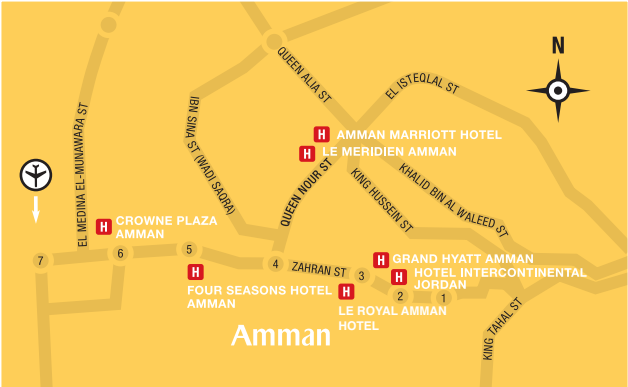 N
QUEEN ALIA ST
EL ISTEQLAL ST
IBN SINA ST (WADI SAQRA)
EL MEDINA EL-MUNAWARA ST
H AMMAN MARRIOTT HOTEL
H LE MERIDIEN AMMAN
QUEEN NOUR ST
KING HUSSEIN ST
KHALID BIN AL WALEED ST
H CROWNE PLAZA
AMMAN
7
6
5
4
ZAHRAN ST
3
2
1
H GRAND HYATT AMMAN
H HOTEL INTERCONTINENTAL
JORDAN
H
FOUR SEASONS HOTEL
AMMAN
H
LE ROYAL AMMAN
HOTEL
KING TAHAL ST
Amman